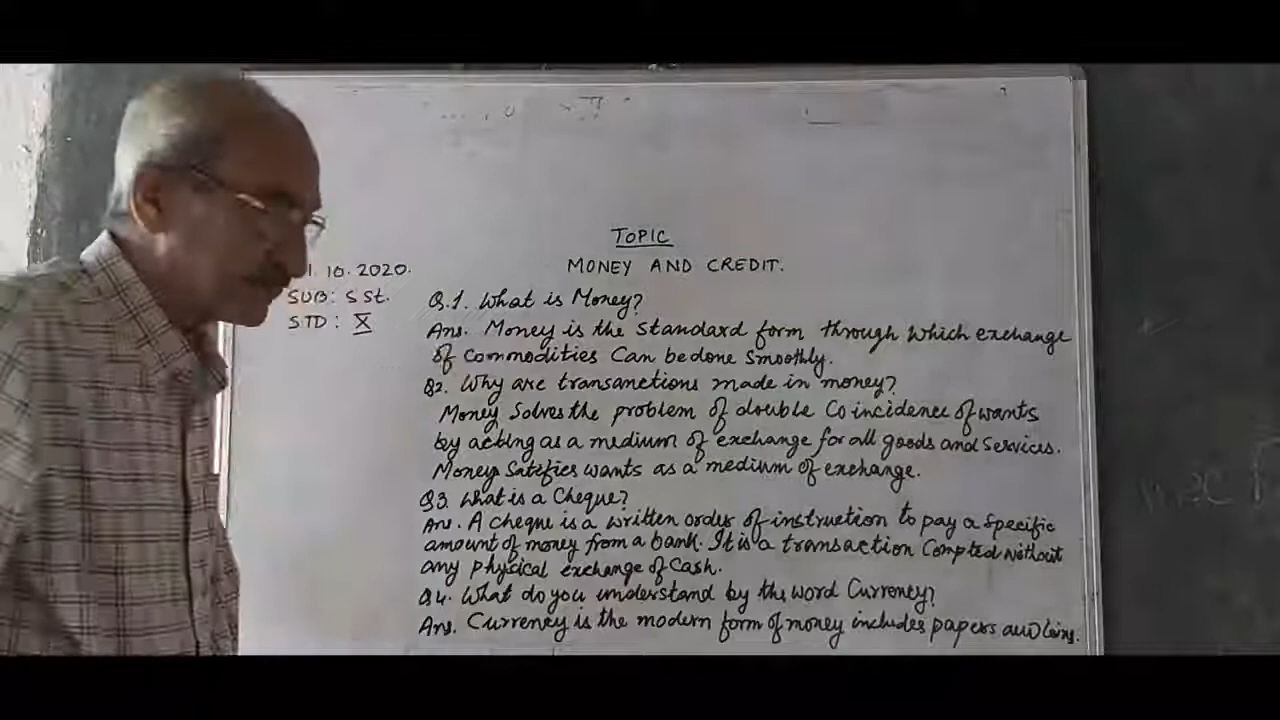 TOPIC
MONEY AND CREDIT.
1.10.2020.
SUB: S St.
STD: X
Q.1. What is Money?
Ans. Money is the standard form through which exchange
of commodities Can be done Smoothly.
Q2. Why are transanctions made in money?
Money Solves the problem of double Coincidence of wants
by acting as a medium of exchange for all goods and Services.
Money Satefies wants as a medium of exchange.
Q3. What is a Cheque?
Ans. A cheque is a written order of instruction to pay a Specific
amount of money from a bank. It is a transaction Compted without
any physical exchange of Cash.
Q4. What do you understand by the word Currency?
Ans. Currency is the modern form of money includes papers and Coins.